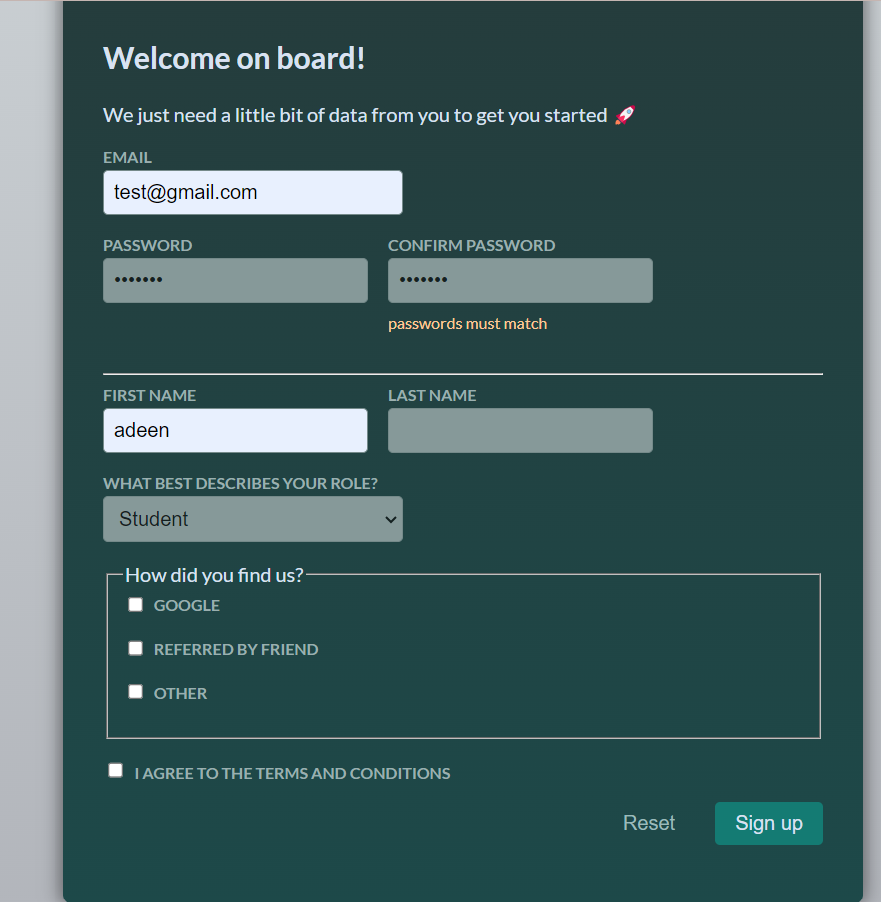 Welcome on board!
We just need a little bit of data from you to get you started 🚀
EMAIL
test@gmail.com
PASSWORD CONFIRM PASSWORD
••••••• •••••••
passwords must match
FIRST NAME LAST NAME
adeen
WHAT BEST DESCRIBES YOUR ROLE?
Student
How did you find us?
GOOGLE
REFERRED BY FRIEND
OTHER
I AGREE TO THE TERMS AND CONDITIONS
Reset Sign up